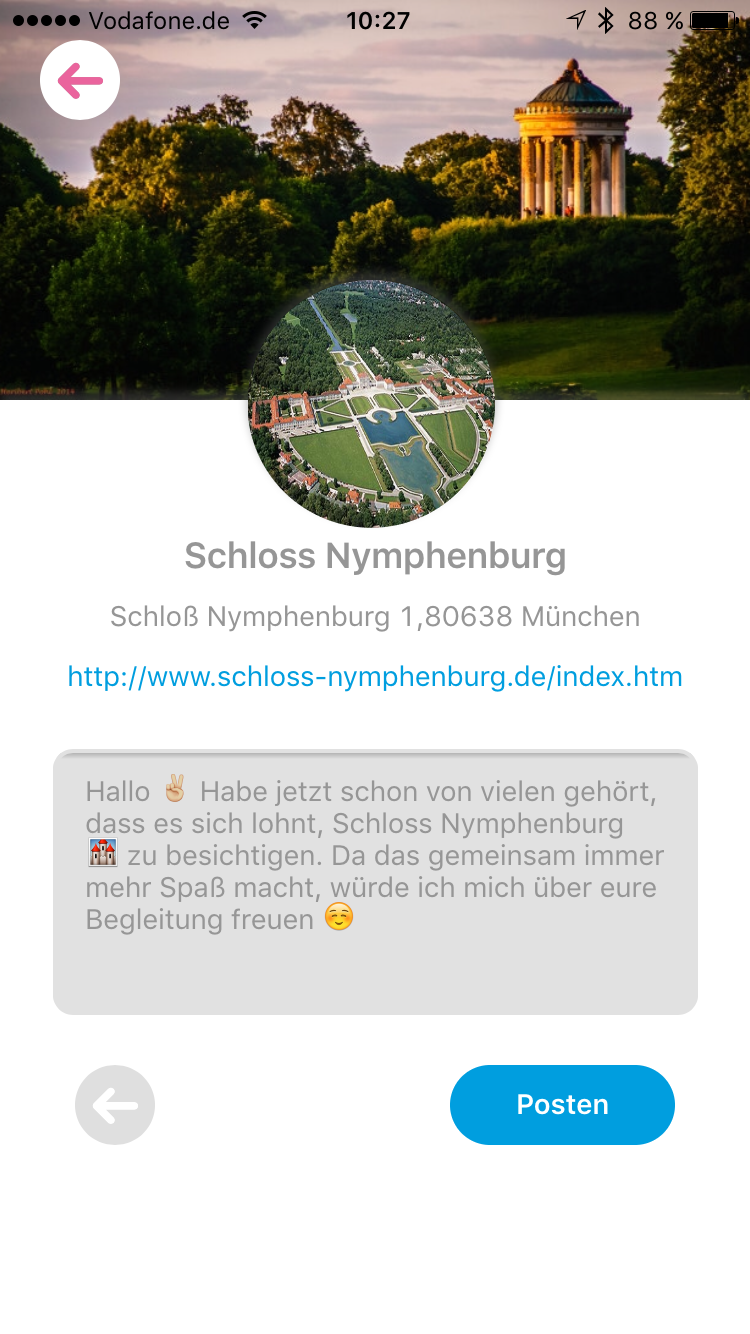 Vodafone.de 10:27 88 %
Schloss Nymphenburg
Schloß Nymphenburg 1,80638 München
http://www.schloss-nymphenburg.de/index.htm
Hallo ✌🏼 Habe jetzt schon von vielen gehört,
dass es sich lohnt, Schloss Nymphenburg
🏰 zu besichtigen. Da das gemeinsam immer
mehr Spaß macht, würde ich mich über eure
Begleitung freuen ☺️
Posten